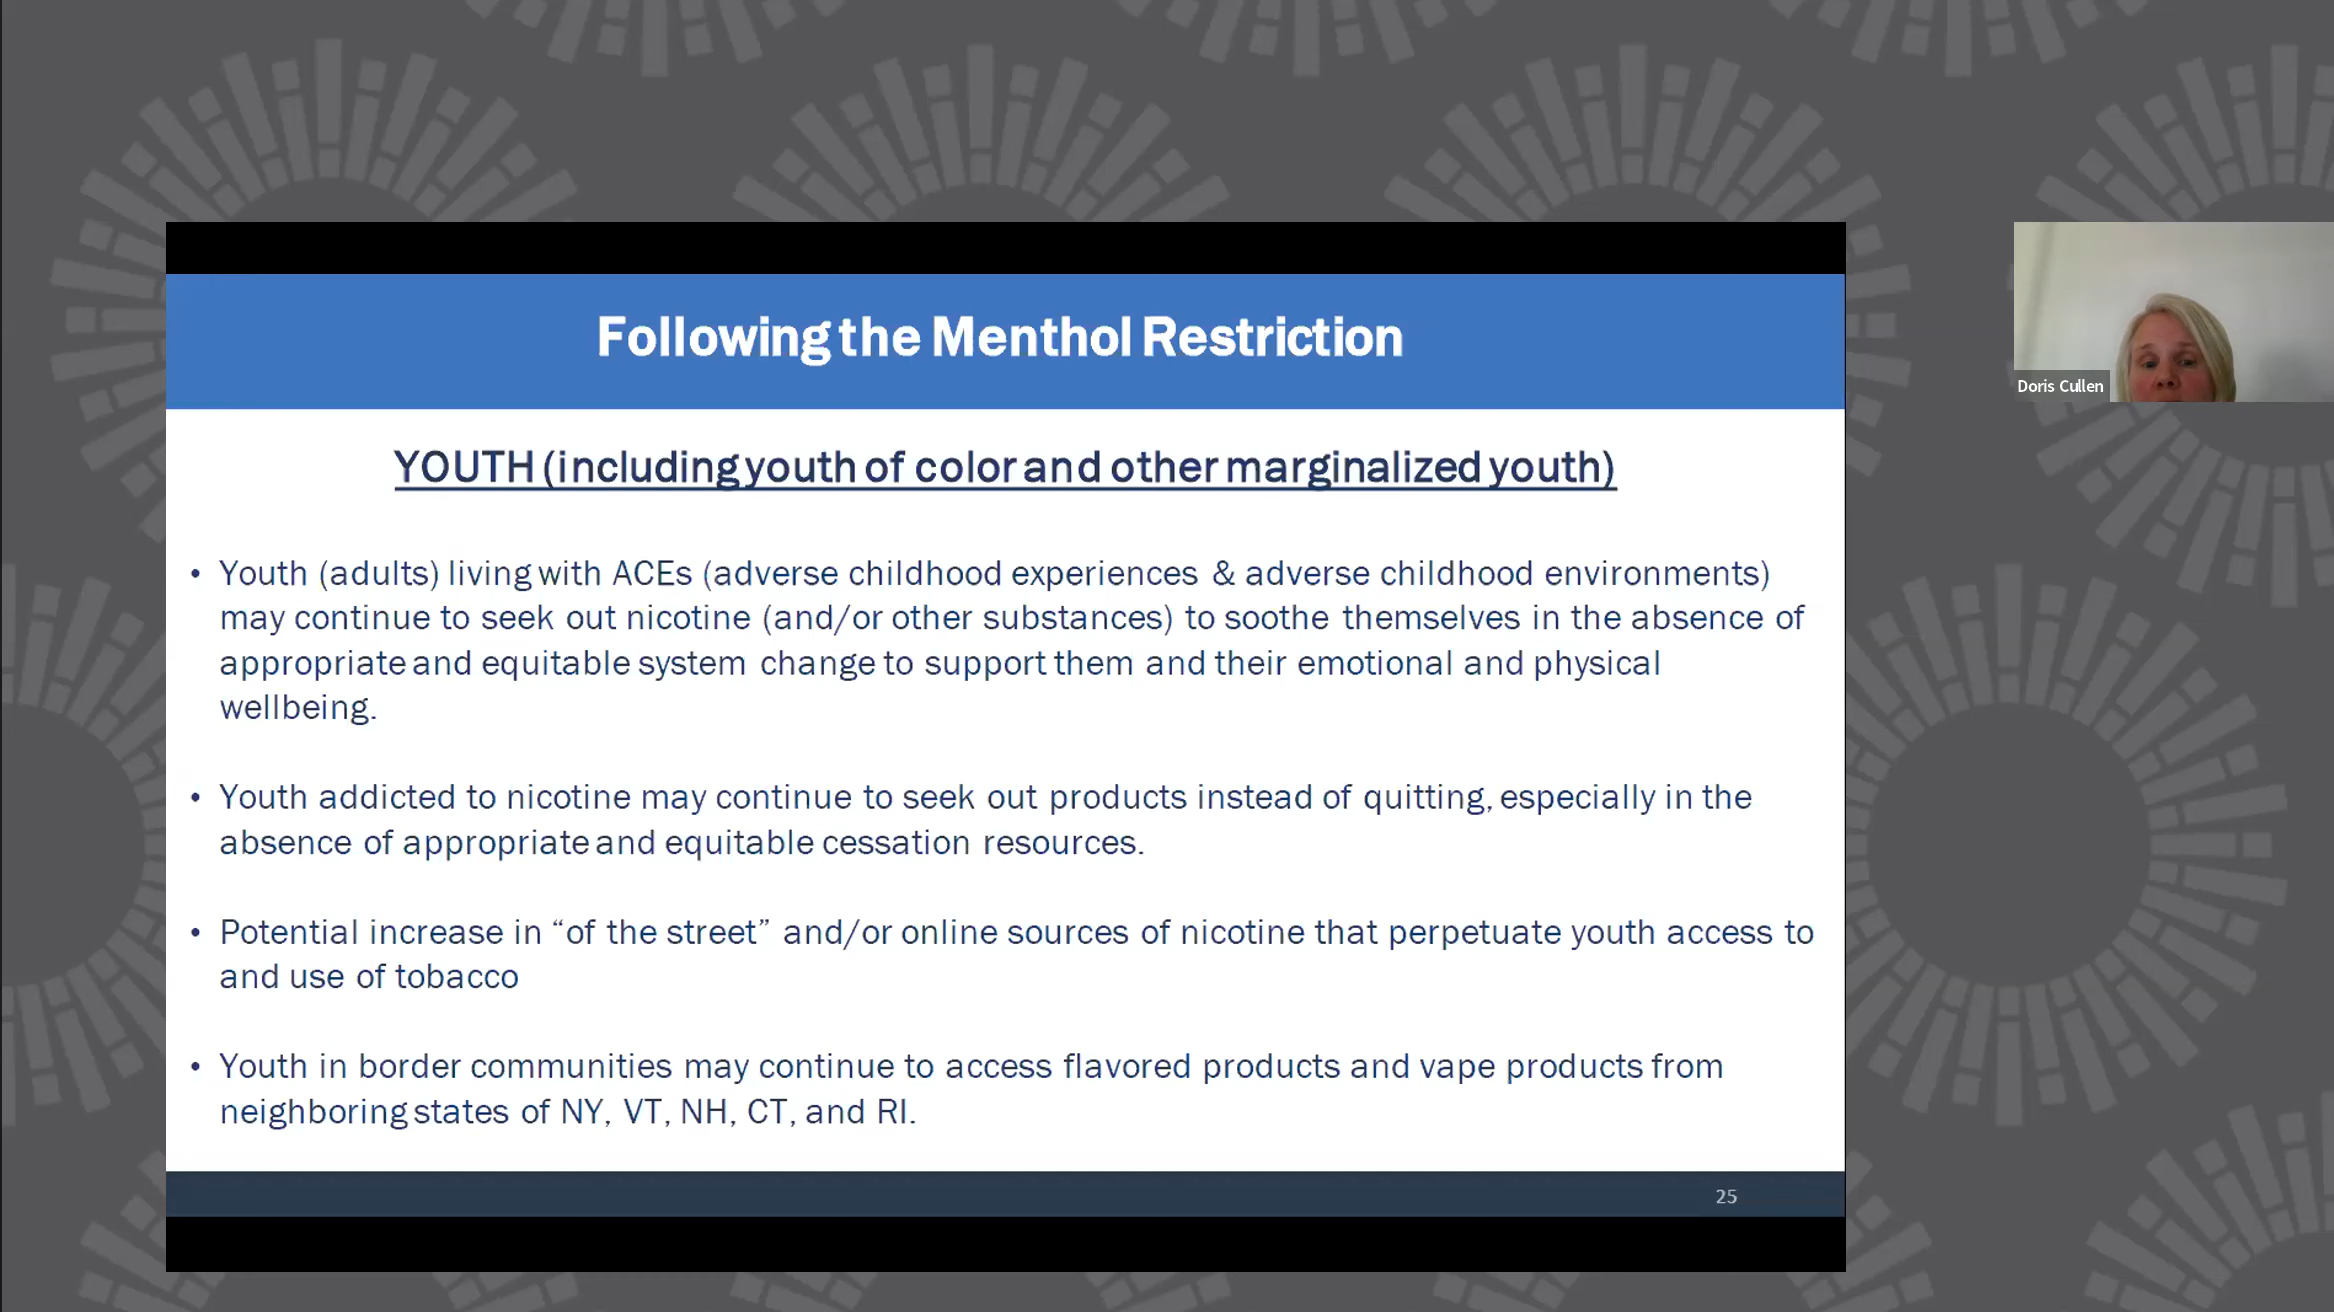 Following the Menthol Restriction
Doris Cullen
YOUTH (including youth of color and other marginalized youth)
• Youth (adults) living with ACEs (adverse childhood experiences & adverse childhood environments)
may continue to seek out nicotine (and/or other substances) to soothe themselves in the absence of
appropriate and equitable system change to support them and their emotional and physical
wellbeing.
• Youth addicted to nicotine may continue to seek out products instead of quitting, especially in the
absence of appropriate and equitable cessation resources.
• Potential increase in “of the street” and/or online sources of nicotine that perpetuate youth access to
and use of tobacco
• Youth in border communities may continue to access flavored products and vape products from
neighboring states of NY, VT, NH, CT, and RI.
25